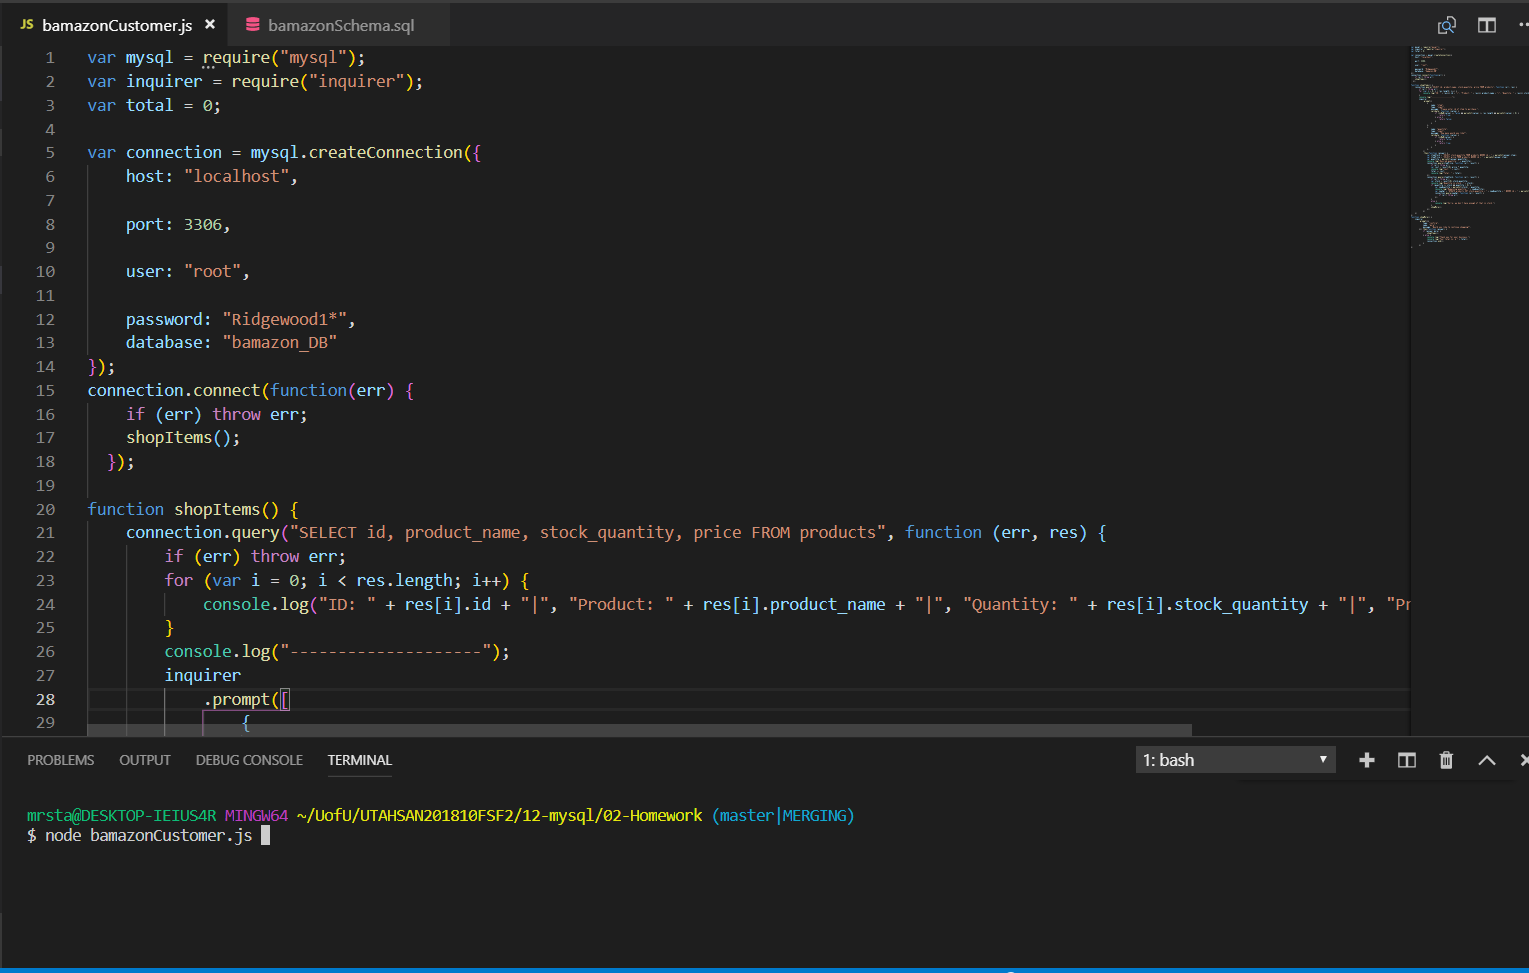 JS bamazonCustomer.js × bamazonSchema.sql
1 var mysql = require("mysql");
2 var inquirer = require("inquirer");
3 var total = 0;
4
5 var connection = mysql.createConnection({
6     host: "localhost",
7
8     port: 3306,
9
10     user: "root",
11
12     password: "Ridgewood1*",
13     database: "bamazon_DB"
14 });
15 connection.connect(function(err) {
16     if (err) throw err;
17     shopItems();
18   });
19
20 function shopItems() {
21     connection.query("SELECT id, product_name, stock_quantity, price FROM products", function (err, res) {
22         if (err) throw err;
23         for (var i = 0; i < res.length; i++) {
24             console.log("ID: " + res[i].id + "|", "Product: " + res[i].product_name + "|", "Quantity: " + res[i].stock_quantity + "|", "Pr
25         }
26         console.log("--------------------");
27         inquirer
28             .prompt([
29                 {
PROBLEMS OUTPUT DEBUG CONSOLE TERMINAL 1: bash
mrsta@DESKTOP-IEIUS4R MINGW64 ~/UofU/UTAHSAN201810FSF2/12-mysql/02-Homework (master|MERGING)
$ node bamazonCustomer.js